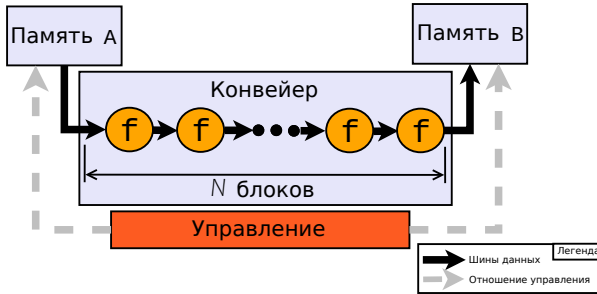 Память A
Память B
Конвейер
f f f f
N блоков
Управление
Легенда
Шины данных
Отношение управления